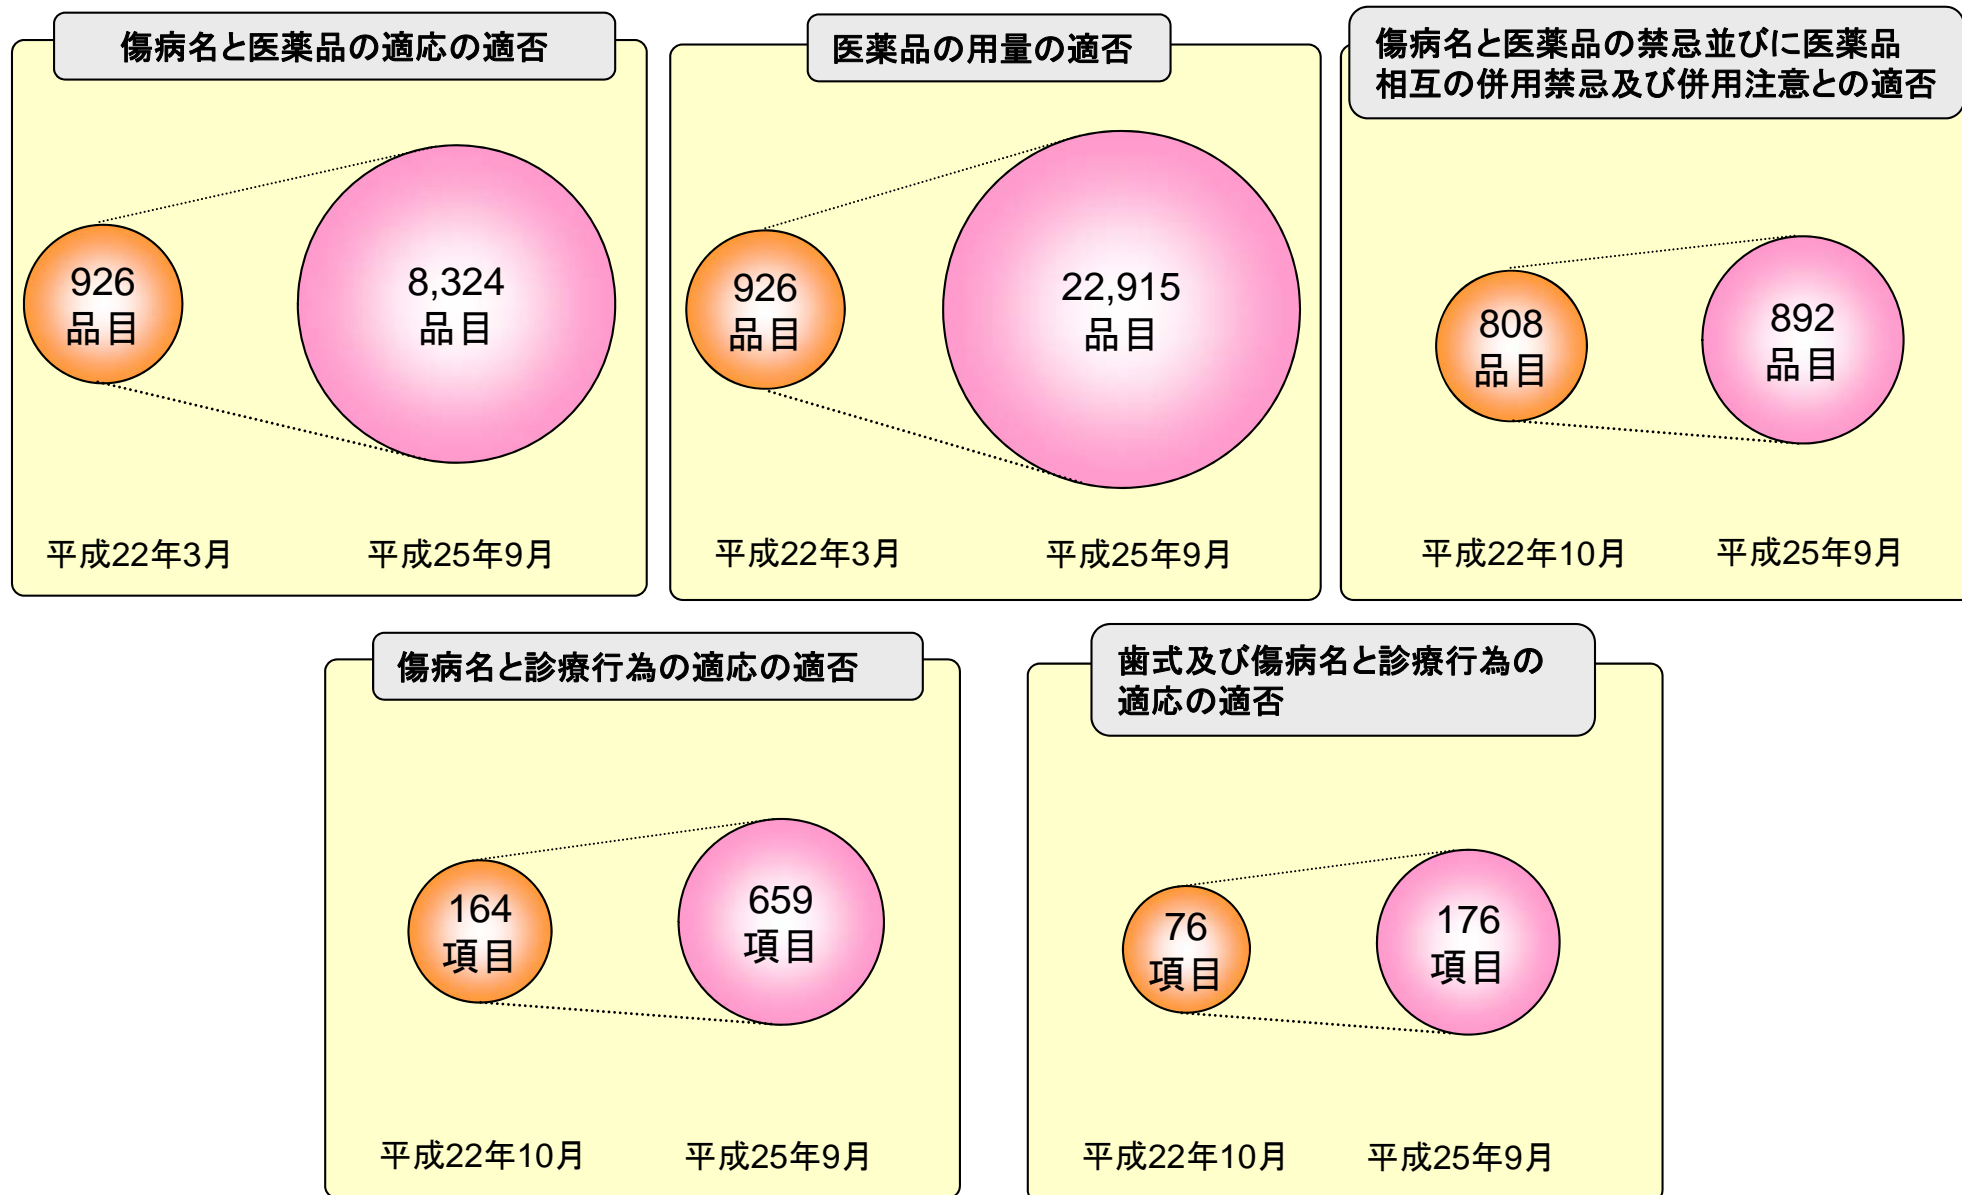 傷病名と医薬品の適応の適否
926
品目
8,324
品目
平成22年3月
平成25年9月
医薬品の用量の適否
926
品目
22,915
品目
平成22年3月
平成25年9月
傷病名と医薬品の禁忌並びに医薬品
相互の併用禁忌及び併用注意との適否
808
品目
892
品目
平成22年10月
平成25年9月
傷病名と診療行為の適応の適否
164
項目
659
項目
平成22年10月
平成25年9月
歯式及び傷病名と診療行為の
適応の適否
76
項目
176
項目
平成22年10月
平成25年9月